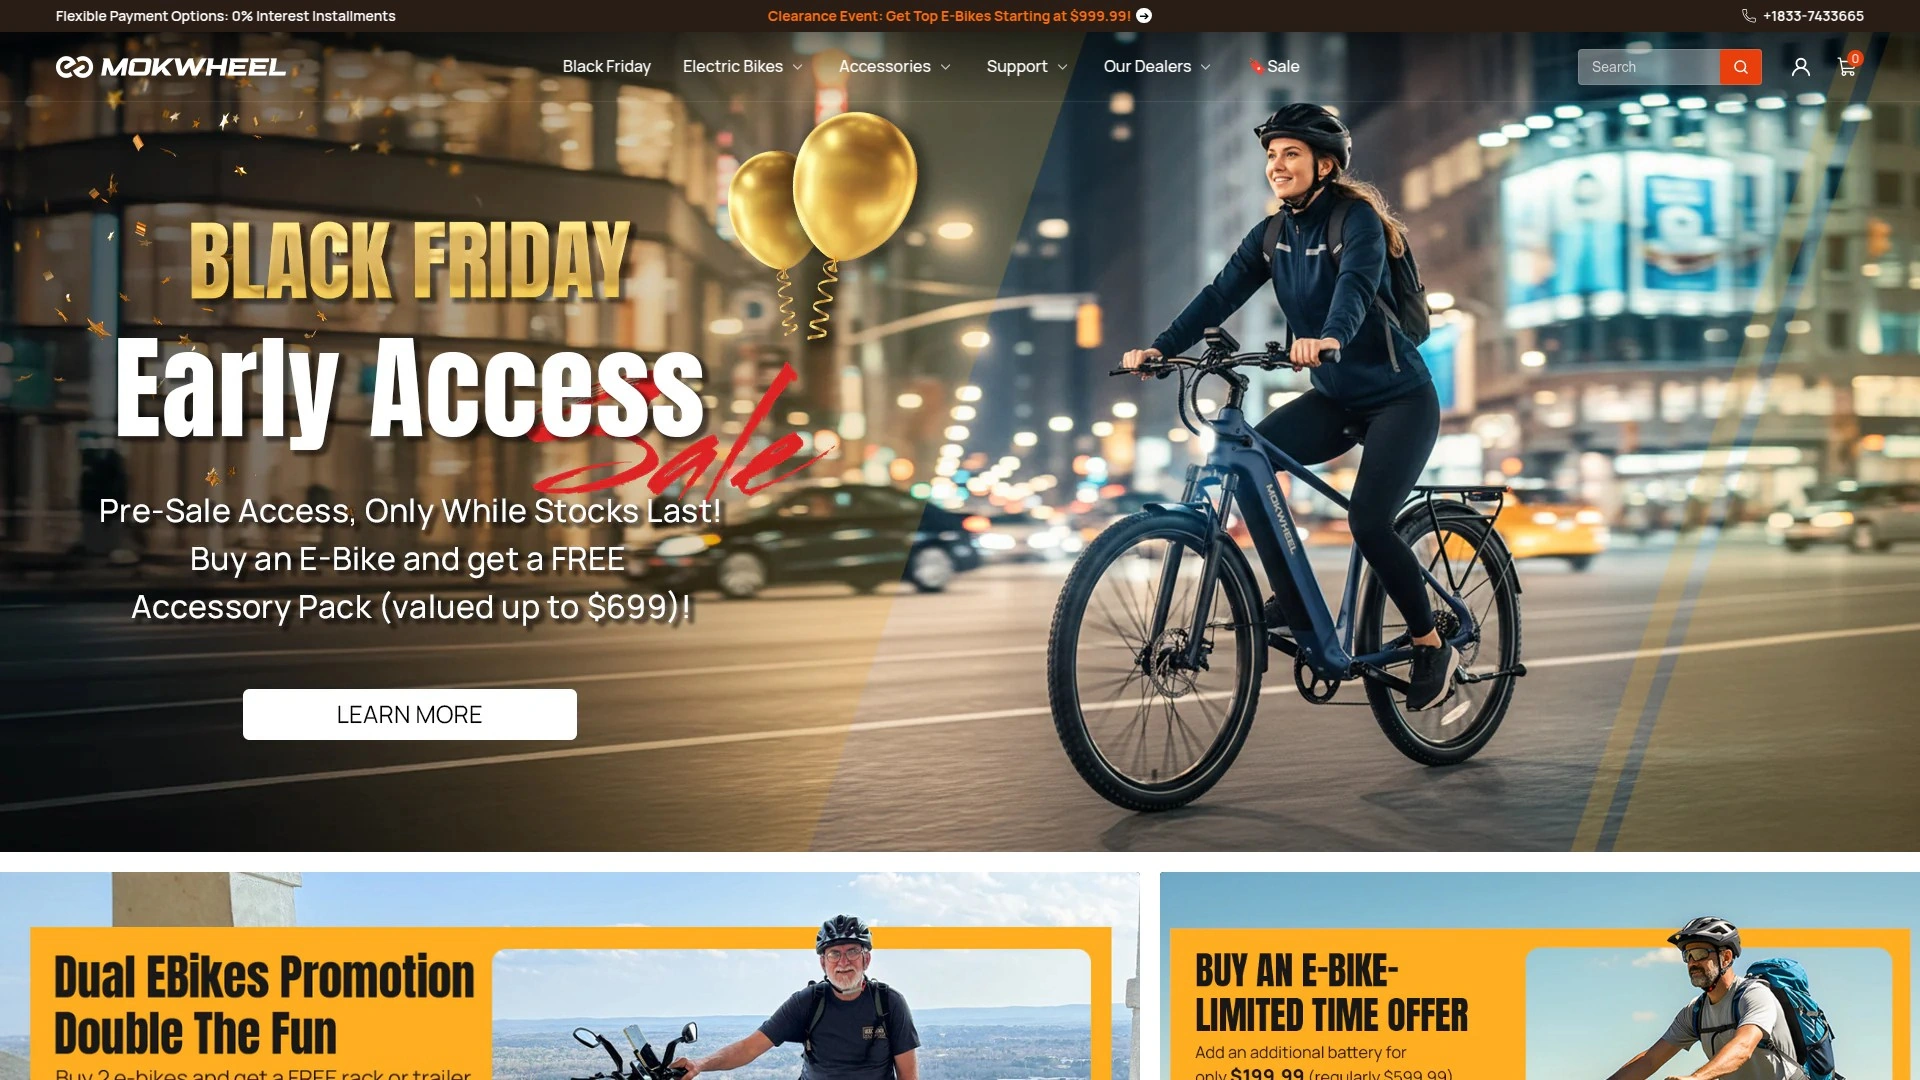 Flexible Payment Options: 0% Interest Installments
Clearance Event: Get Top E-Bikes Starting at $999.99!
+1833-7433665
MOKWHEEL
Black Friday
Electric Bikes
Accessories
Support
Our Dealers
Sale
Search
0
BLACK FRIDAY
Early Access
Sale
Pre-Sale Access, Only While Stocks Last!
Buy an E-Bike and get a FREE
Accessory Pack (valued up to $699)!
LEARN MORE
MOKWHEEL
Dual EBikes Promotion
Double The Fun
Buy 2 e-bikes and get a FREE rack or trailer
BUY AN E-BIKE-
LIMITED TIME OFFER
Add an additional battery for
only $199.99 (regularly $599.99)